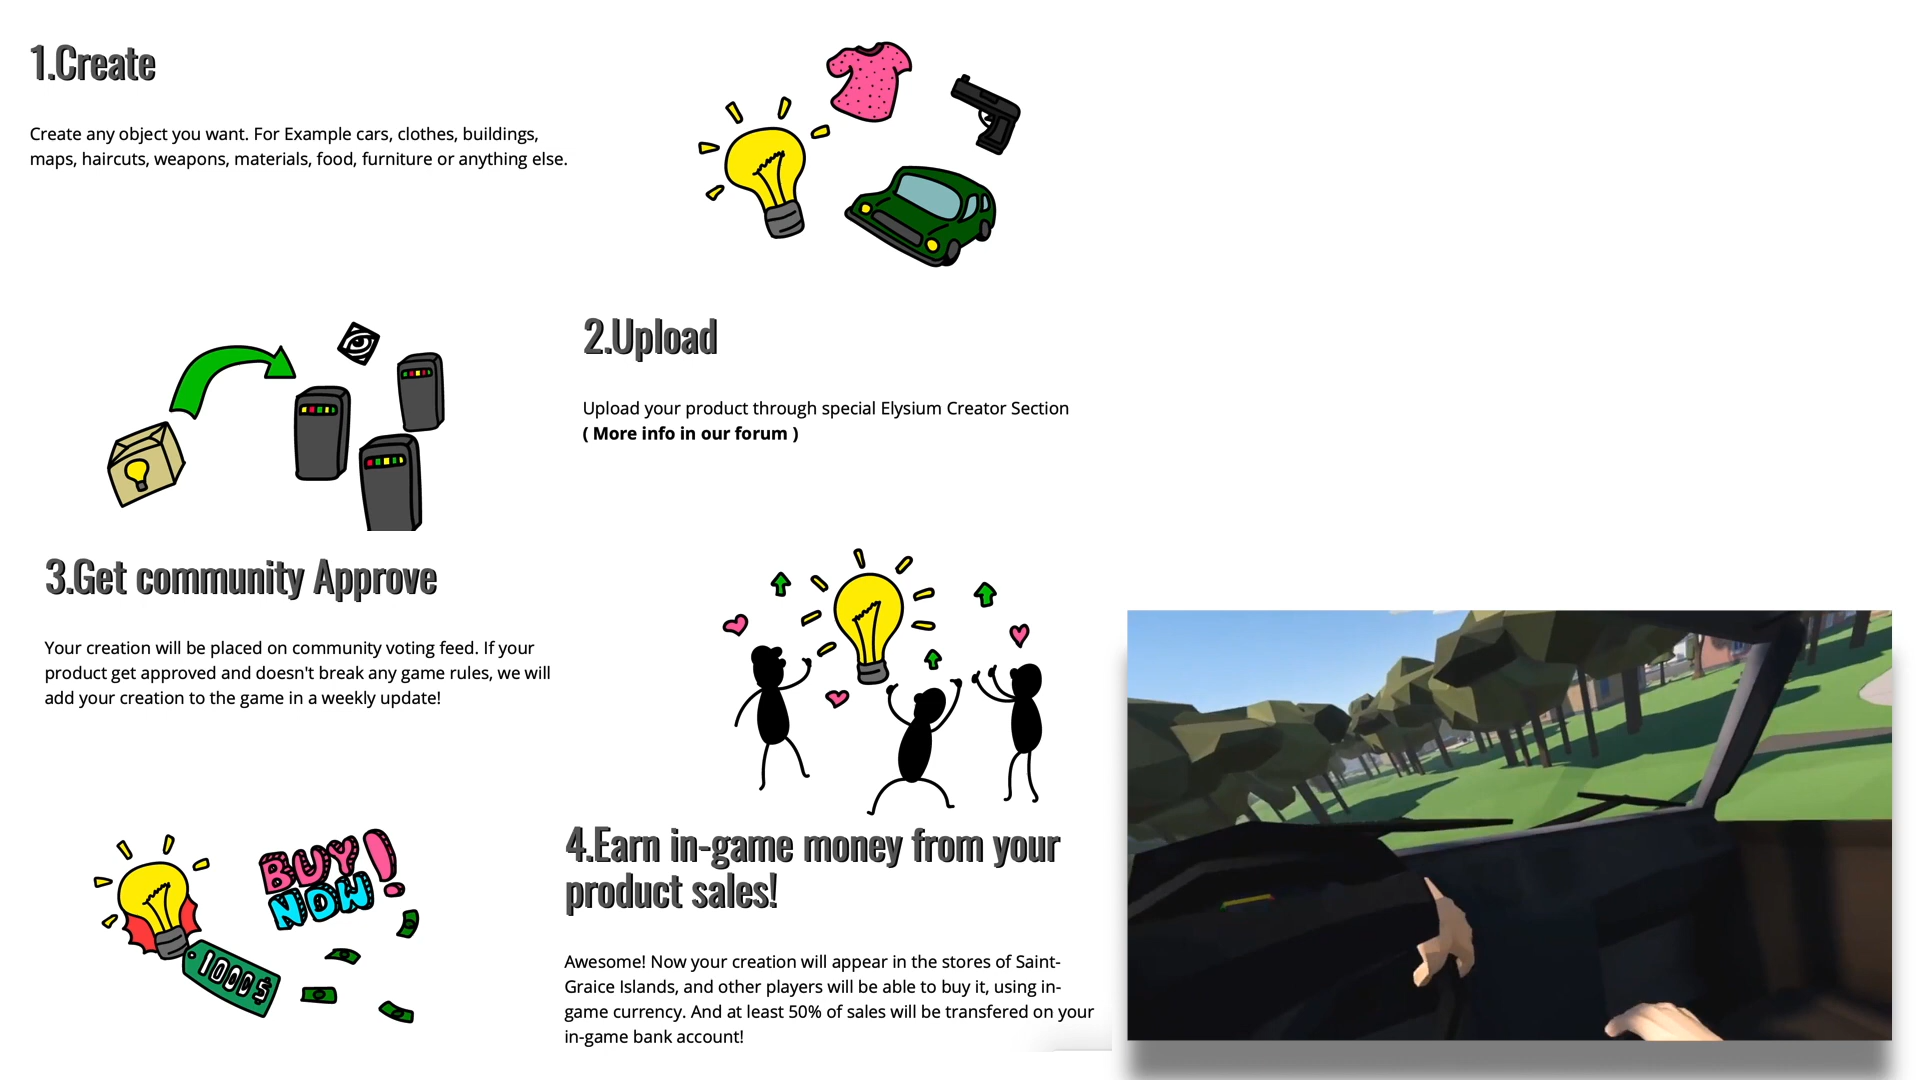 1.Create
Create any object you want. For Example cars, clothes, buildings,
maps, haircuts, weapons, materials, food, furniture or anything else.
2.Upload
Upload your product through special Elysium Creator Section
( More info in our forum )
3.Get community Approve
Your creation will be placed on community voting feed. If your
product get approved and doesn't break any game rules, we will
add your creation to the game in a weekly update!
BUY
NOW!
1000$
4.Earn in-game money from your
product sales!
Awesome! Now your creation will appear in the stores of Saint-
Graice Islands, and other players will be able to buy it, using in-
game currency. And at least 50% of sales will be transfered on your
in-game bank account!